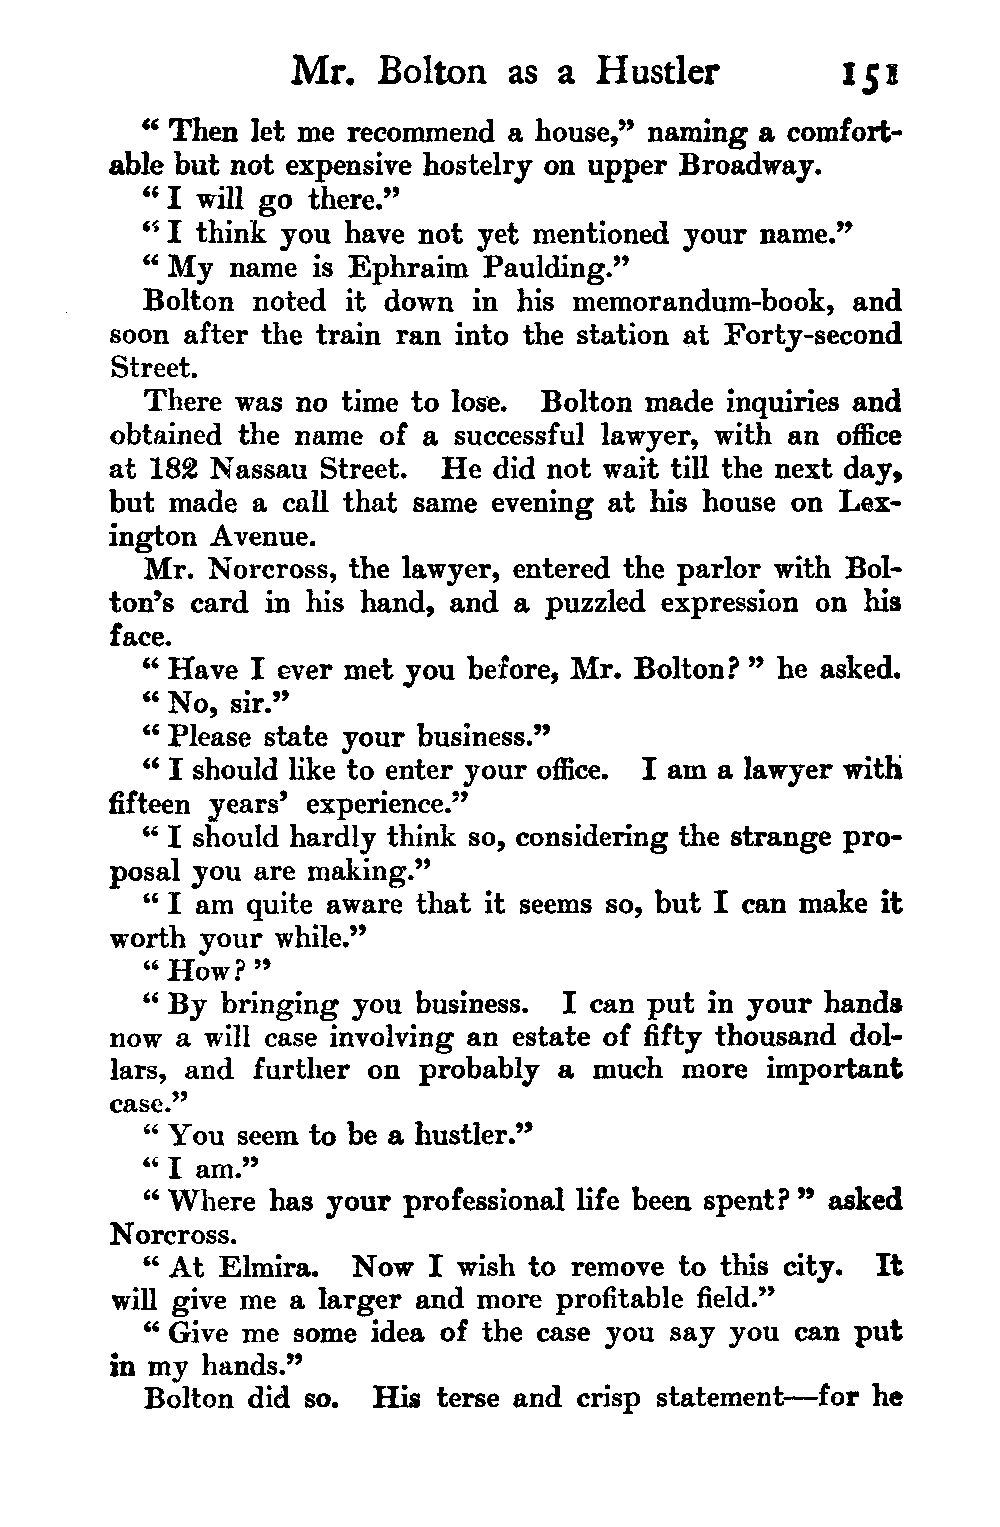 Mr. Bolton as a Hustler 151
“ Then let me recommend a house,” naming a comfort-
able but not expensive hostelry on upper Broadway.
“ I will go there.”
“ I think you have not yet mentioned your name.”
“ My name is Ephraim Paulding.”
Bolton noted it down in his memorandum-book, and
soon after the train ran into the station at Forty-second
Street.
There was no time to lose. Bolton made inquiries and
obtained the name of a successful lawyer, with an office
at 182 Nassau Street. He did not wait till the next day,
but made a call that same evening at his house on Lex-
ington Avenue.
Mr. Norcross, the lawyer, entered the parlor with Bol-
ton’s card in his hand, and a puzzled expression on his
face.
“ Have I ever met you before, Mr. Bolton? ” he asked.
“ No, sir.”
“ Please state your business.”
“ I should like to enter your office. I am a lawyer with
fifteen years’ experience.”
“ I should hardly think so, considering the strange pro-
posal you are making.”
“ I am quite aware that it seems so, but I can make it
worth your while.”
“ How? ”
“ By bringing you business. I can put in your hands
now a will case involving an estate of fifty thousand dol-
lars, and further on probably a much more important
case.”
“ You seem to be a hustler.”
“ I am.”
“ Where has your professional life been spent? ” asked
Norcross.
“ At Elmira. Now I wish to remove to this city. It
will give me a larger and more profitable field.”
“ Give me some idea of the case you say you can put
in my hands.”
Bolton did so. His terse and crisp statement—for he